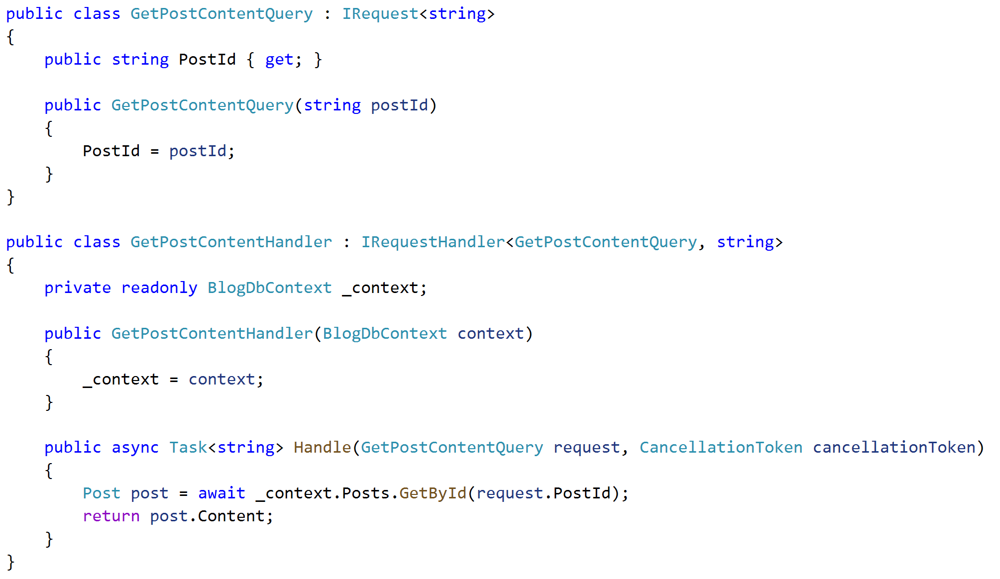 public class GetPostContentQuery : IRequest<string>
{
    public string PostId { get; }

    public GetPostContentQuery(string postId)
    {
        PostId = postId;
    }
}

public class GetPostContentHandler : IRequestHandler<GetPostContentQuery, string>
{
    private readonly BlogDbContext _context;

    public GetPostContentHandler(BlogDbContext context)
    {
        _context = context;
    }

    public async Task<string> Handle(GetPostContentQuery request, CancellationToken cancellationToken)
    {
        Post post = await _context.Posts.GetById(request.PostId);
        return post.Content;
    }
}